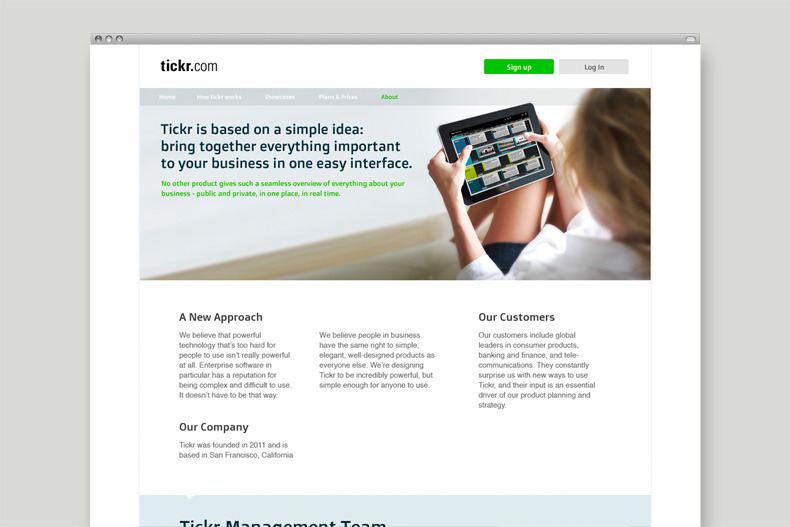 tickr.com
Sign up
Log In
Home
How tickr works
Showcases
Plans & Prices
About
Tickr is based on a simple idea:
bring together everything important
to your business in one easy interface.
No other product gives such a seamless overview of everything about your
business - public and private, in one place, in real time.
A New Approach
We believe that powerful
technology that's too hard for
people to use isn't really powerful
at all. Enterprise software in
particular has a reputation for
being complex and difficult to use.
It doesn't have to be that way.
We believe people in business
have the same right to simple,
elegant, well-designed products as
everyone else. We're designing
Tickr to be incredibly powerful, but
simple enough for anyone to use.
Our Customers
Our customers include global
leaders in consumer products,
banking and finance, and tele-
communications. They constantly
surprise us with new ways to use
Tickr, and their input is an essential
driver of our product planning and
strategy.
Our Company
Tickr was founded in 2011 and is
based in San Francisco, California
Tickr Management Team